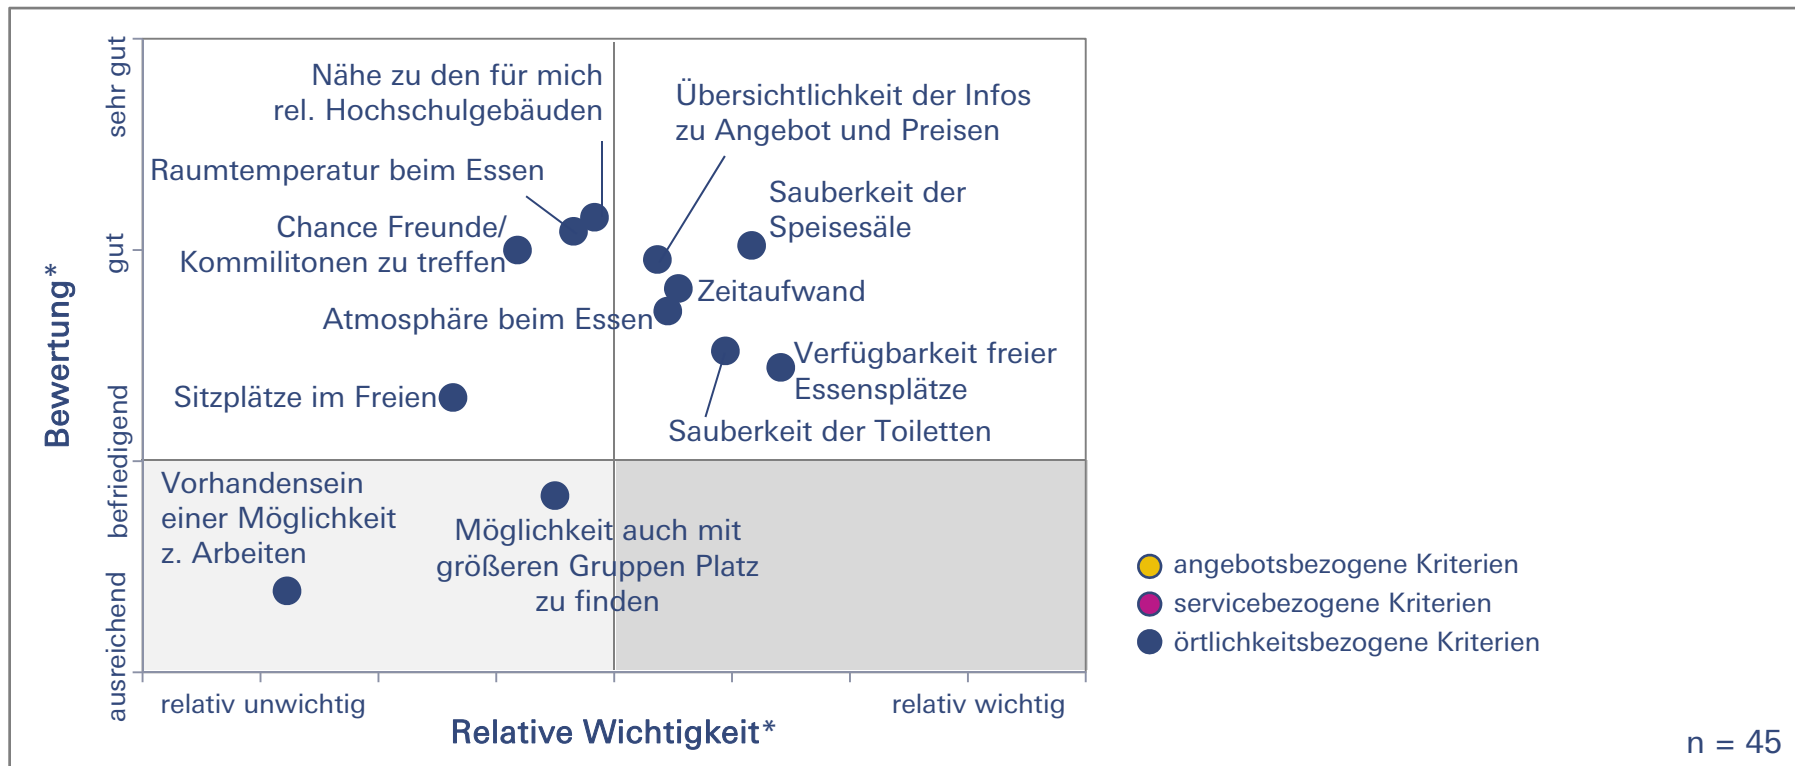 Bewertung*
sehr gut
gut
befriedigend
ausreichend
Nähe zu den für mich
rel. Hochschulgebäuden
Raumtemperatur beim Essen
Chance Freunde/
Kommilitonen zu treffen
Atmosphäre beim Essen
Sitzplätze im Freien
Übersichtlichkeit der Infos
zu Angebot und Preisen
Sauberkeit der
Speisesäle
Zeitaufwand
Verfügbarkeit freier
Essensplätze
Sauberkeit der Toiletten
Vorhandensein
einer Möglichkeit
z. Arbeiten
Möglichkeit auch mit
größeren Gruppen Platz
zu finden
angebotsbezogene Kriterien
servicebezogene Kriterien
örtlichkeitsbezogene Kriterien
relativ unwichtig
relativ wichtig
Relative Wichtigkeit*
n = 45